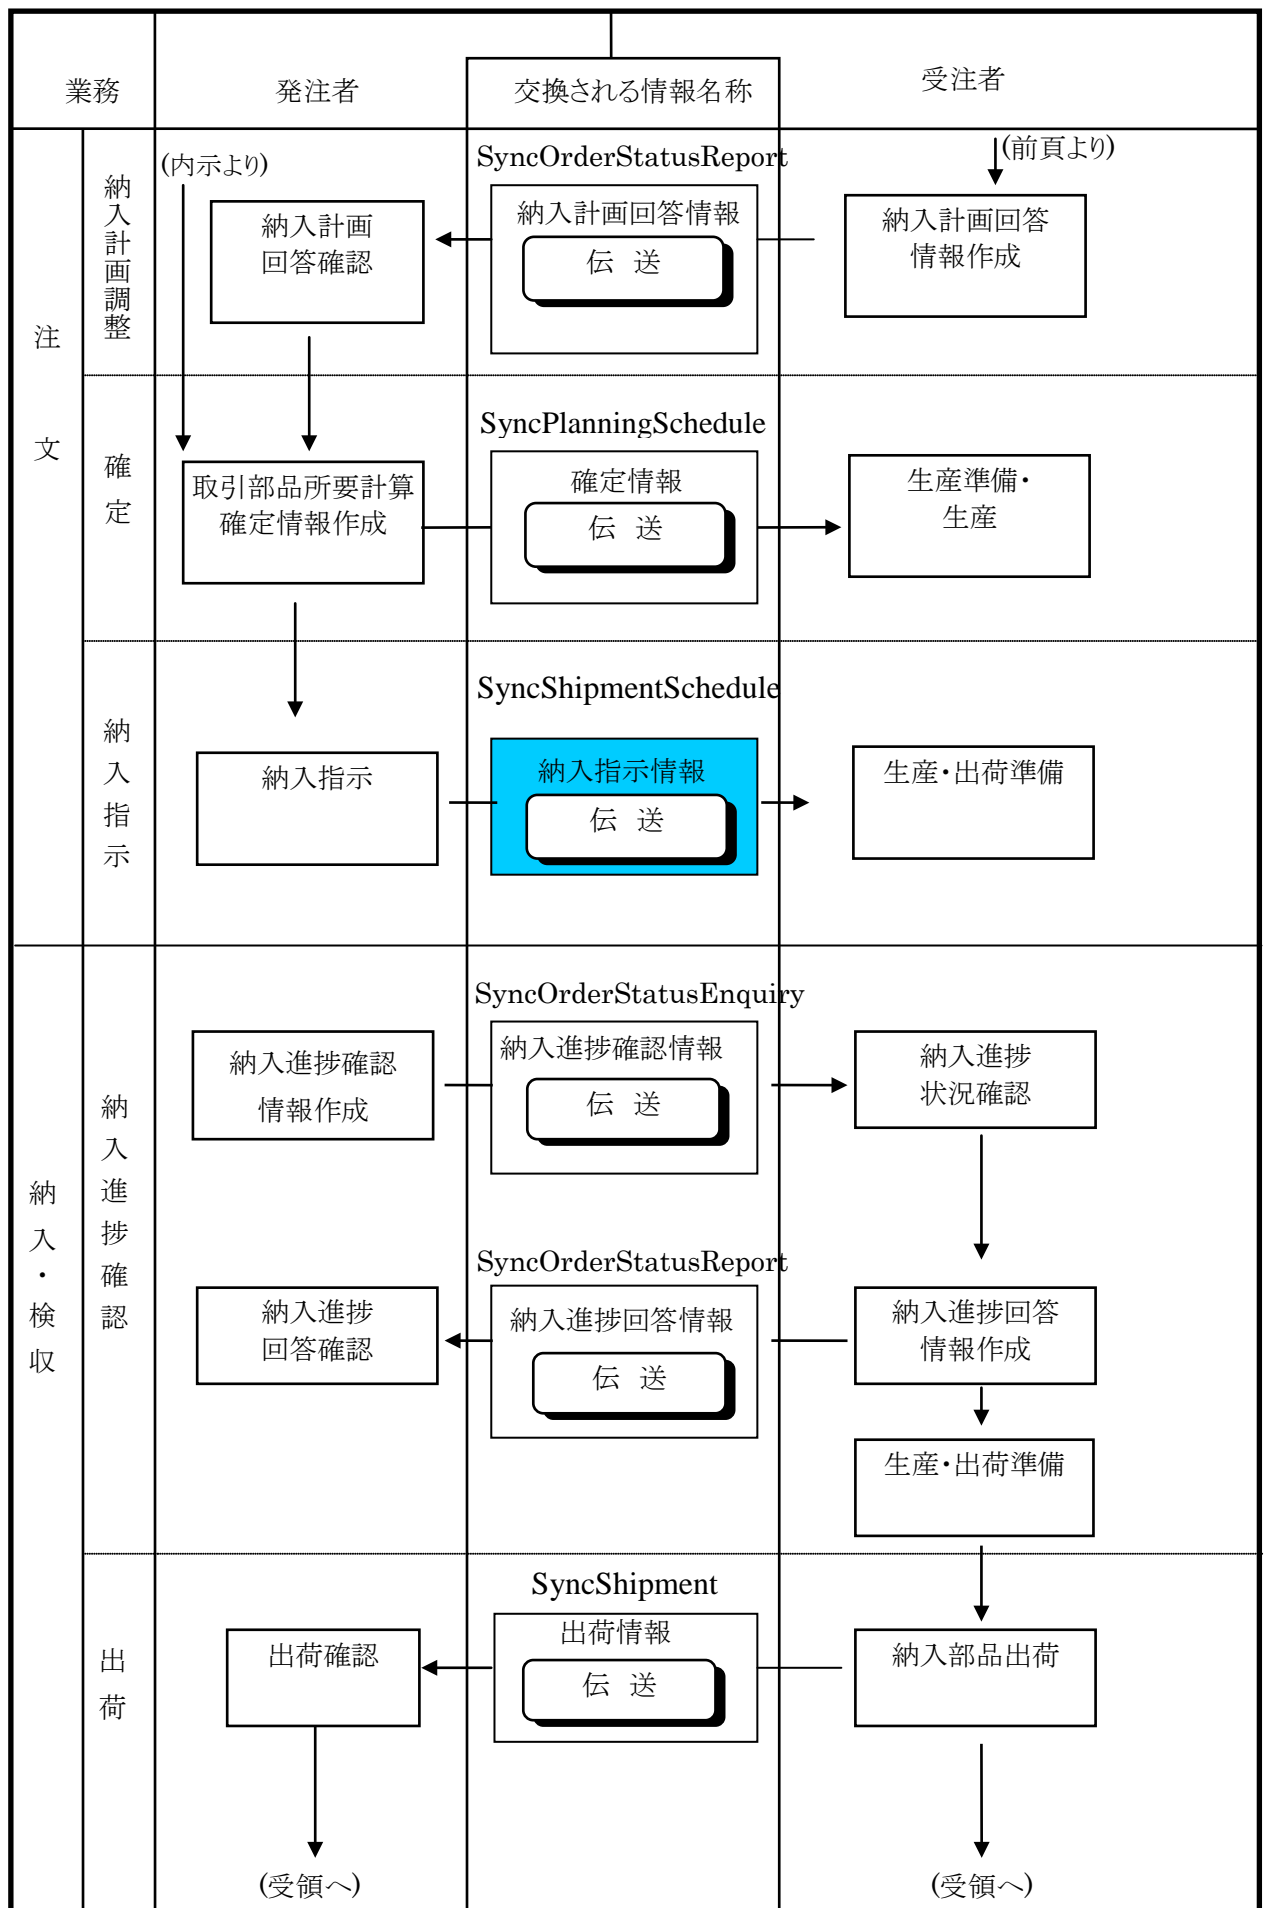 業務
発注者
交換される情報名称
受注者
注文
納入計画調整
(内示より)
SyncOrderStatusReport
(前頁より)
納入計画
回答確認
納入計画回答情報
伝 送
納入計画回答
情報作成
確定
SyncPlanningSchedule
取引部品所要計算
確定情報作成
確定情報
伝 送
生産準備・
生産
納入指示
SyncShipmentSchedule
納入指示
納入指示情報
伝 送
生産・出荷準備
納入・検収
納入進捗確認
SyncOrderStatusEnquiry
納入進捗確認
情報作成
納入進捗確認情報
伝 送
納入進捗
状況確認
SyncOrderStatusReport
納入進捗
回答確認
納入進捗回答情報
伝 送
納入進捗回答
情報作成
生産・出荷準備
出荷
SyncShipment
出荷確認
出荷情報
伝 送
納入部品出荷
(受領へ)
(受領へ)